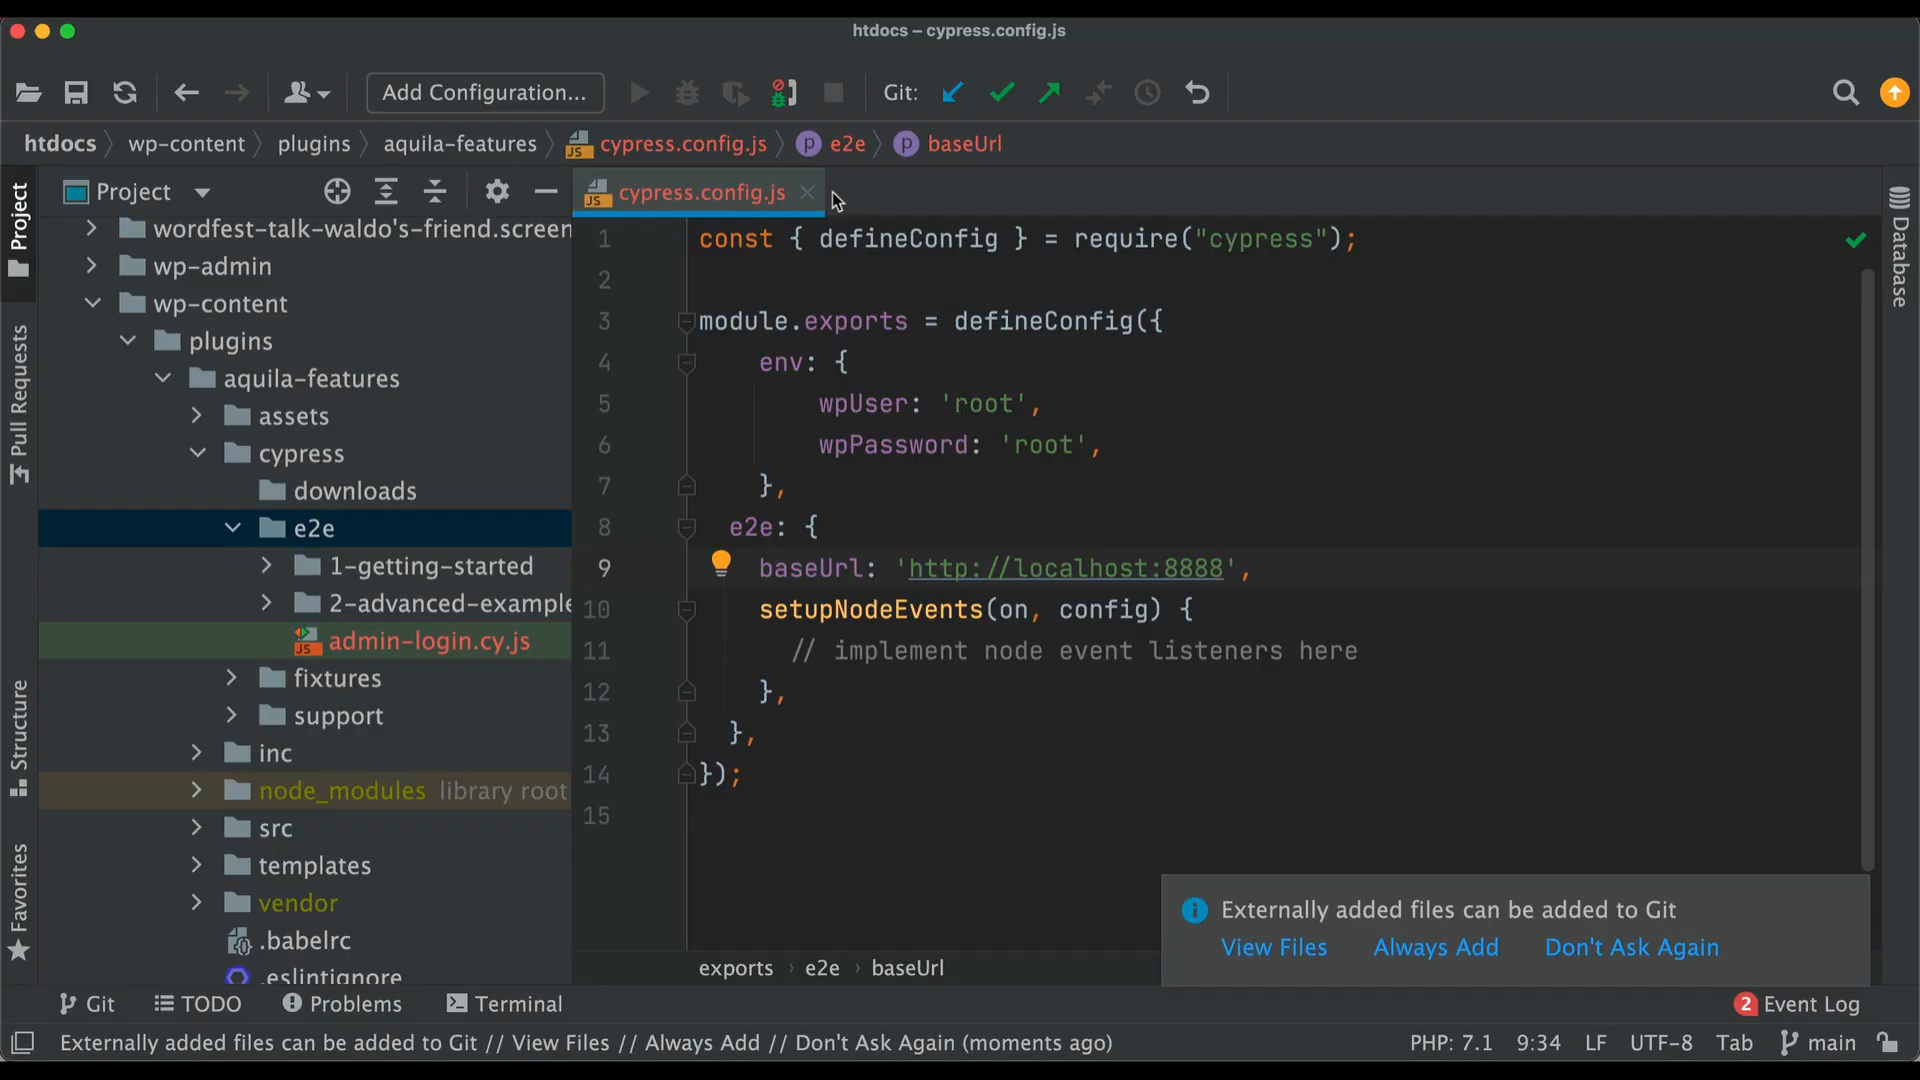 htdocs – cypress.config.js
Add Configuration...
Git:
htdocs
wp-content
plugins
aquila-features
JS
cypress.config.js
p
e2e
p
baseUrl
Project
Pull Requests
Structure
Favorites
Project
wordfest-talk-waldo's-friend.screen
wp-admin
wp-content
plugins
aquila-features
assets
cypress
downloads
e2e
1-getting-started
2-advanced-example
JS
admin-login.cy.js
fixtures
support
inc
node_modules library root
src
templates
vendor
.babelrc
.eslintignore
JS
cypress.config.js
1 const { defineConfig } = require("cypress");
2
3 module.exports = defineConfig({
4 env: {
5 wpUser: 'root',
6 wpPassword: 'root',
7 },
8 e2e: {
9 baseUrl: 'http://localhost:8888',
10 setupNodeEvents(on, config) {
11 // implement node event listeners here
12 },
13 },
14 });
15
Database
Externally added files can be added to Git
View Files Always Add Don't Ask Again
exports › e2e › baseUrl
Git
TODO
Problems
Terminal
2 Event Log
Externally added files can be added to Git // View Files // Always Add // Don't Ask Again (moments ago)
PHP: 7.1 9:34 LF UTF-8 Tab main